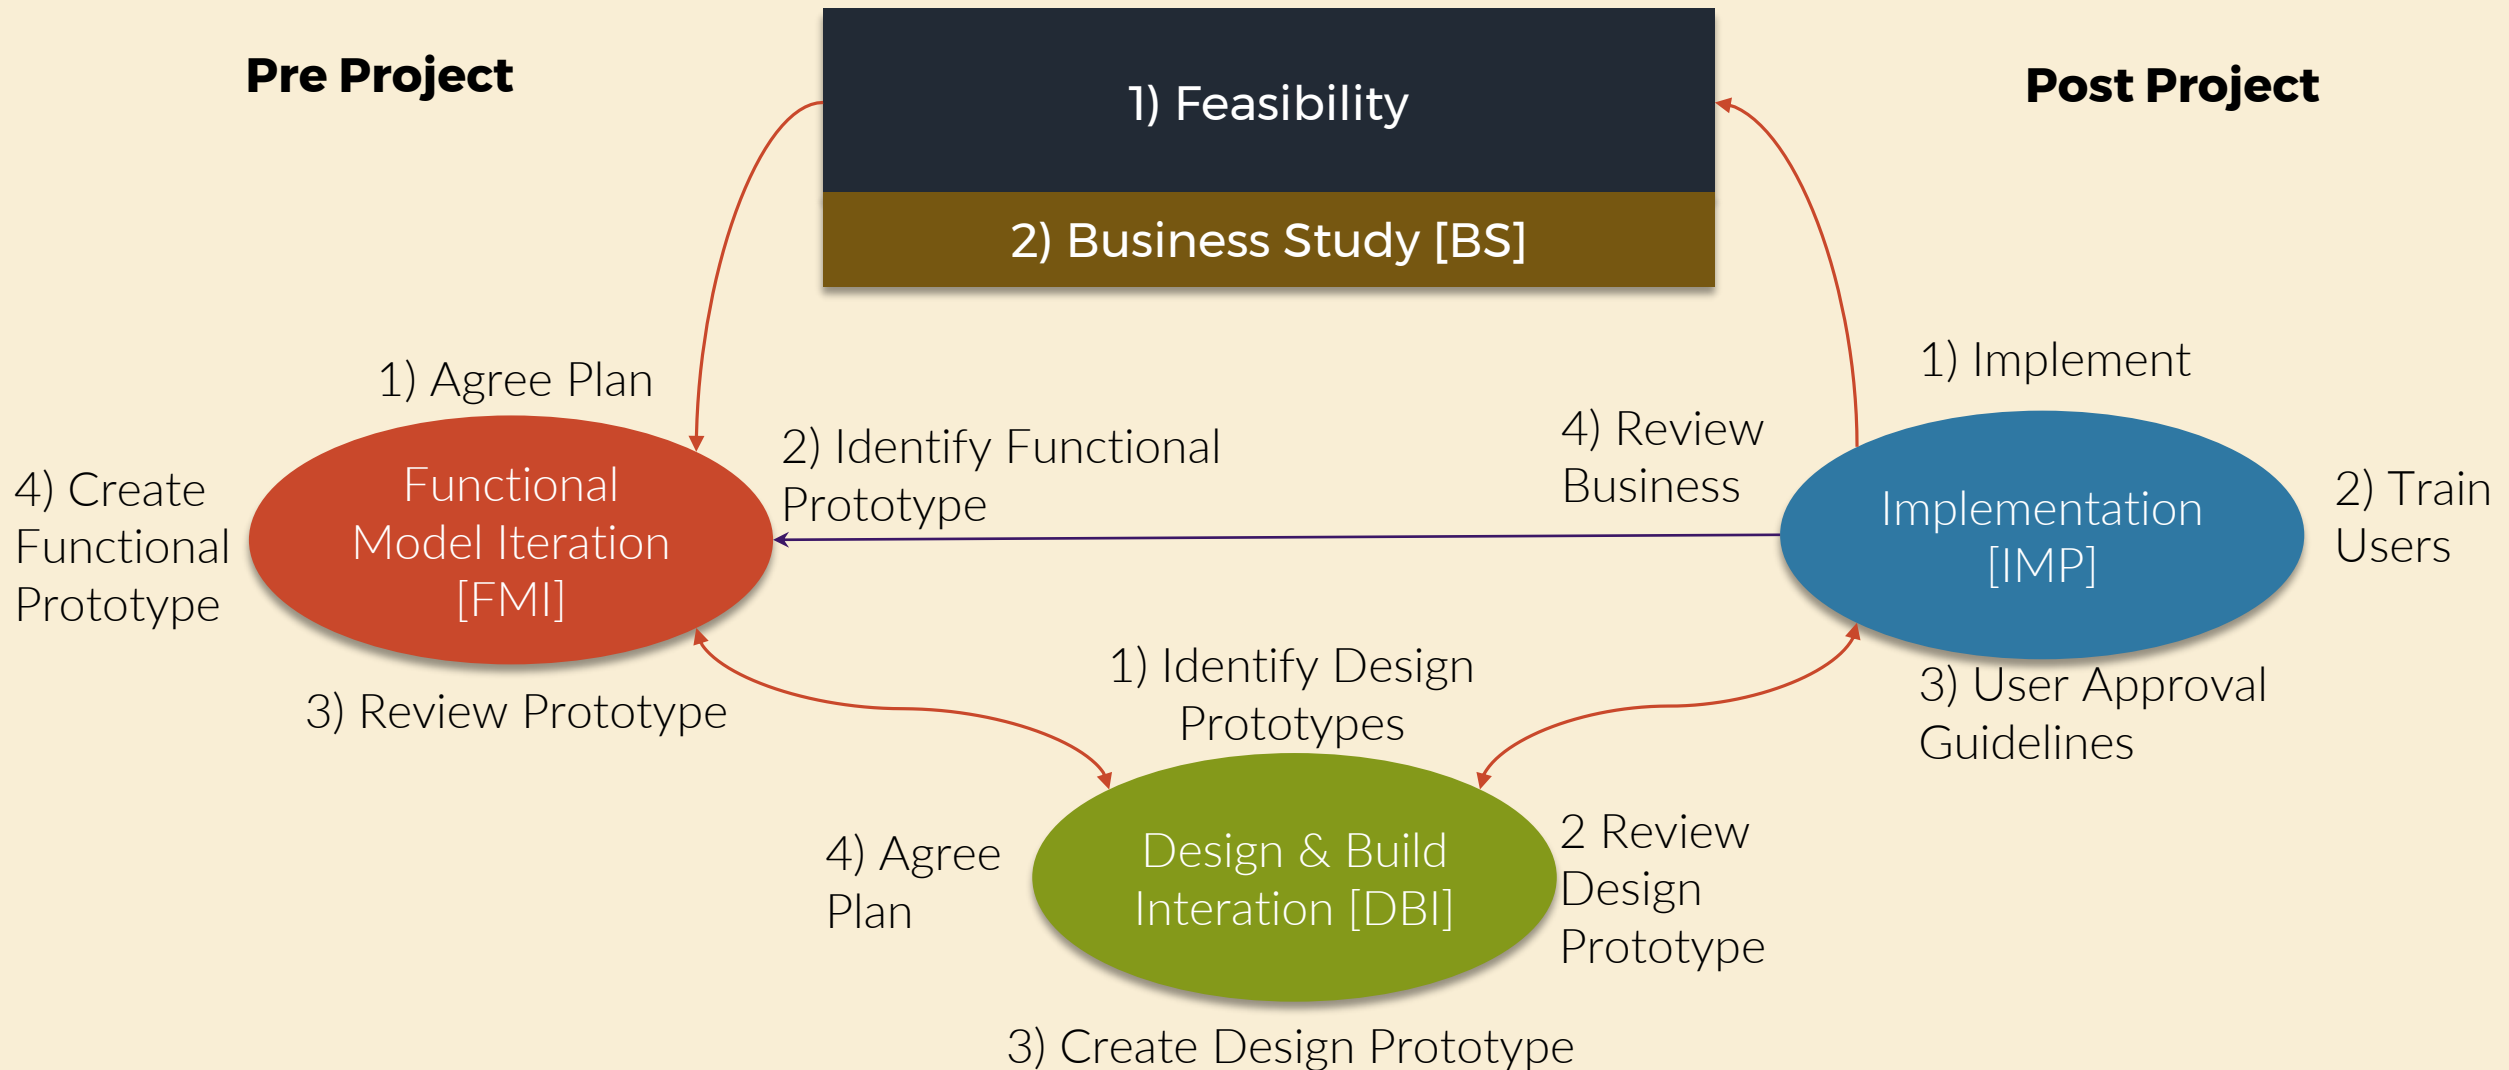 Pre Project
Post Project
1) Feasibility
2) Business Study [BS]
1) Agree Plan
2) Identify Functional
Prototype
3) Review Prototype
4) Create
Functional
Prototype
Functional
Model Iteration
[FMI]
1) Implement
2) Train
Users
3) User Approval
Guidelines
4) Review
Business
Implementation
[IMP]
1) Identify Design
Prototypes
2 Review
Design
Prototype
3) Create Design Prototype
4) Agree
Plan
Design & Build
Interation [DBI]